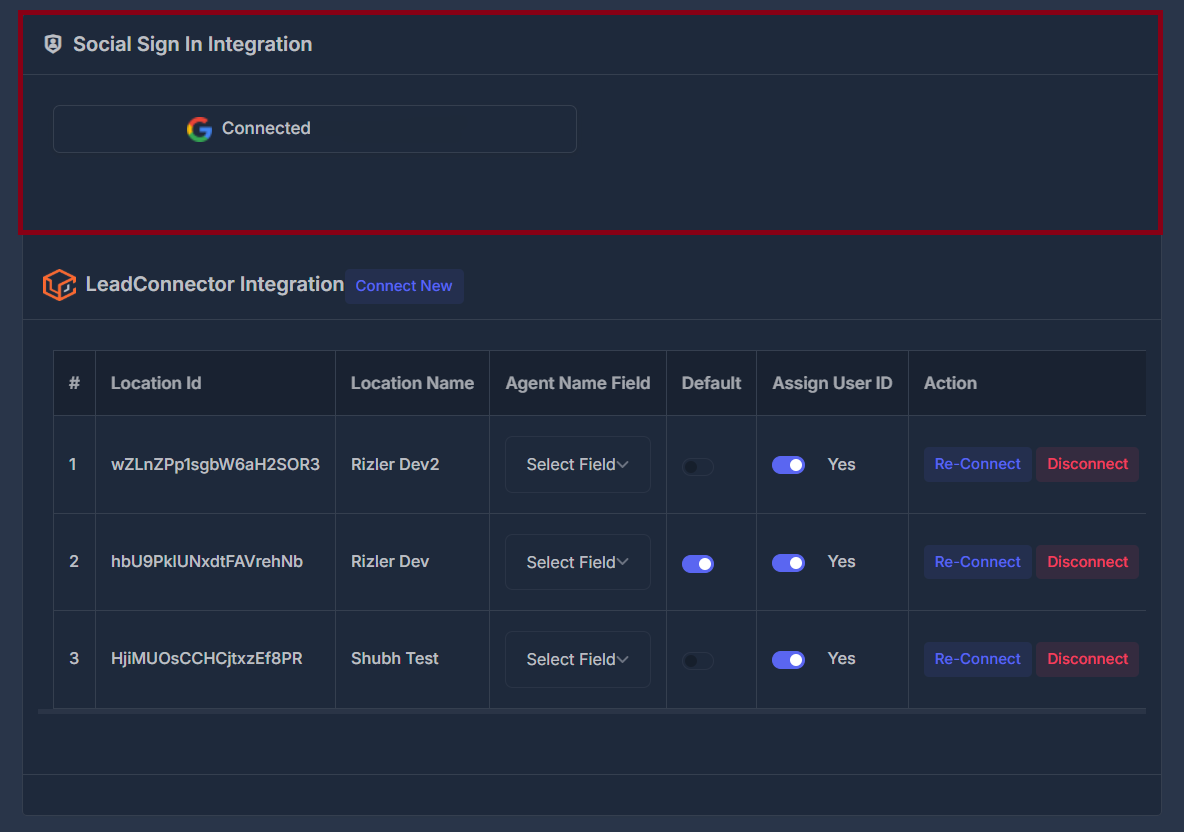 Social Sign In Integration
Connected
LeadConnector Integration Connect New
# Location Id Location Name Agent Name Field Default Assign User ID Action
1 wZLnZPp1sgbW6aH2SOR3 Rizler Dev2 Select Field Yes Re-Connect Disconnect
2 hbU9PklUNxdtFAVrehNb Rizler Dev Select Field Yes Re-Connect Disconnect
3 HjiMUOsCCHCjtxzEf8PR Shubh Test Select Field Yes Re-Connect Disconnect